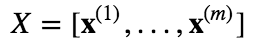 X = [𝐱⁽¹⁾, . . . , 𝐱⁽ᵐ⁾]